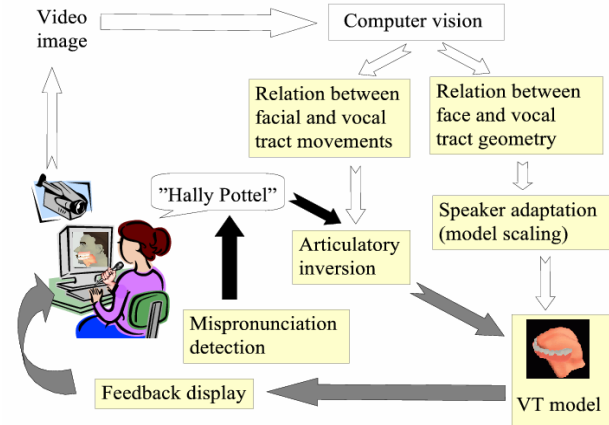 Video
image
Computer vision
Relation between
facial and vocal
tract movements
Relation between
face and vocal
tract geometry
”Hally Pottel”
Speaker adaptation
(model scaling)
Articulatory
inversion
Mispronunciation
detection
Feedback display
VT model